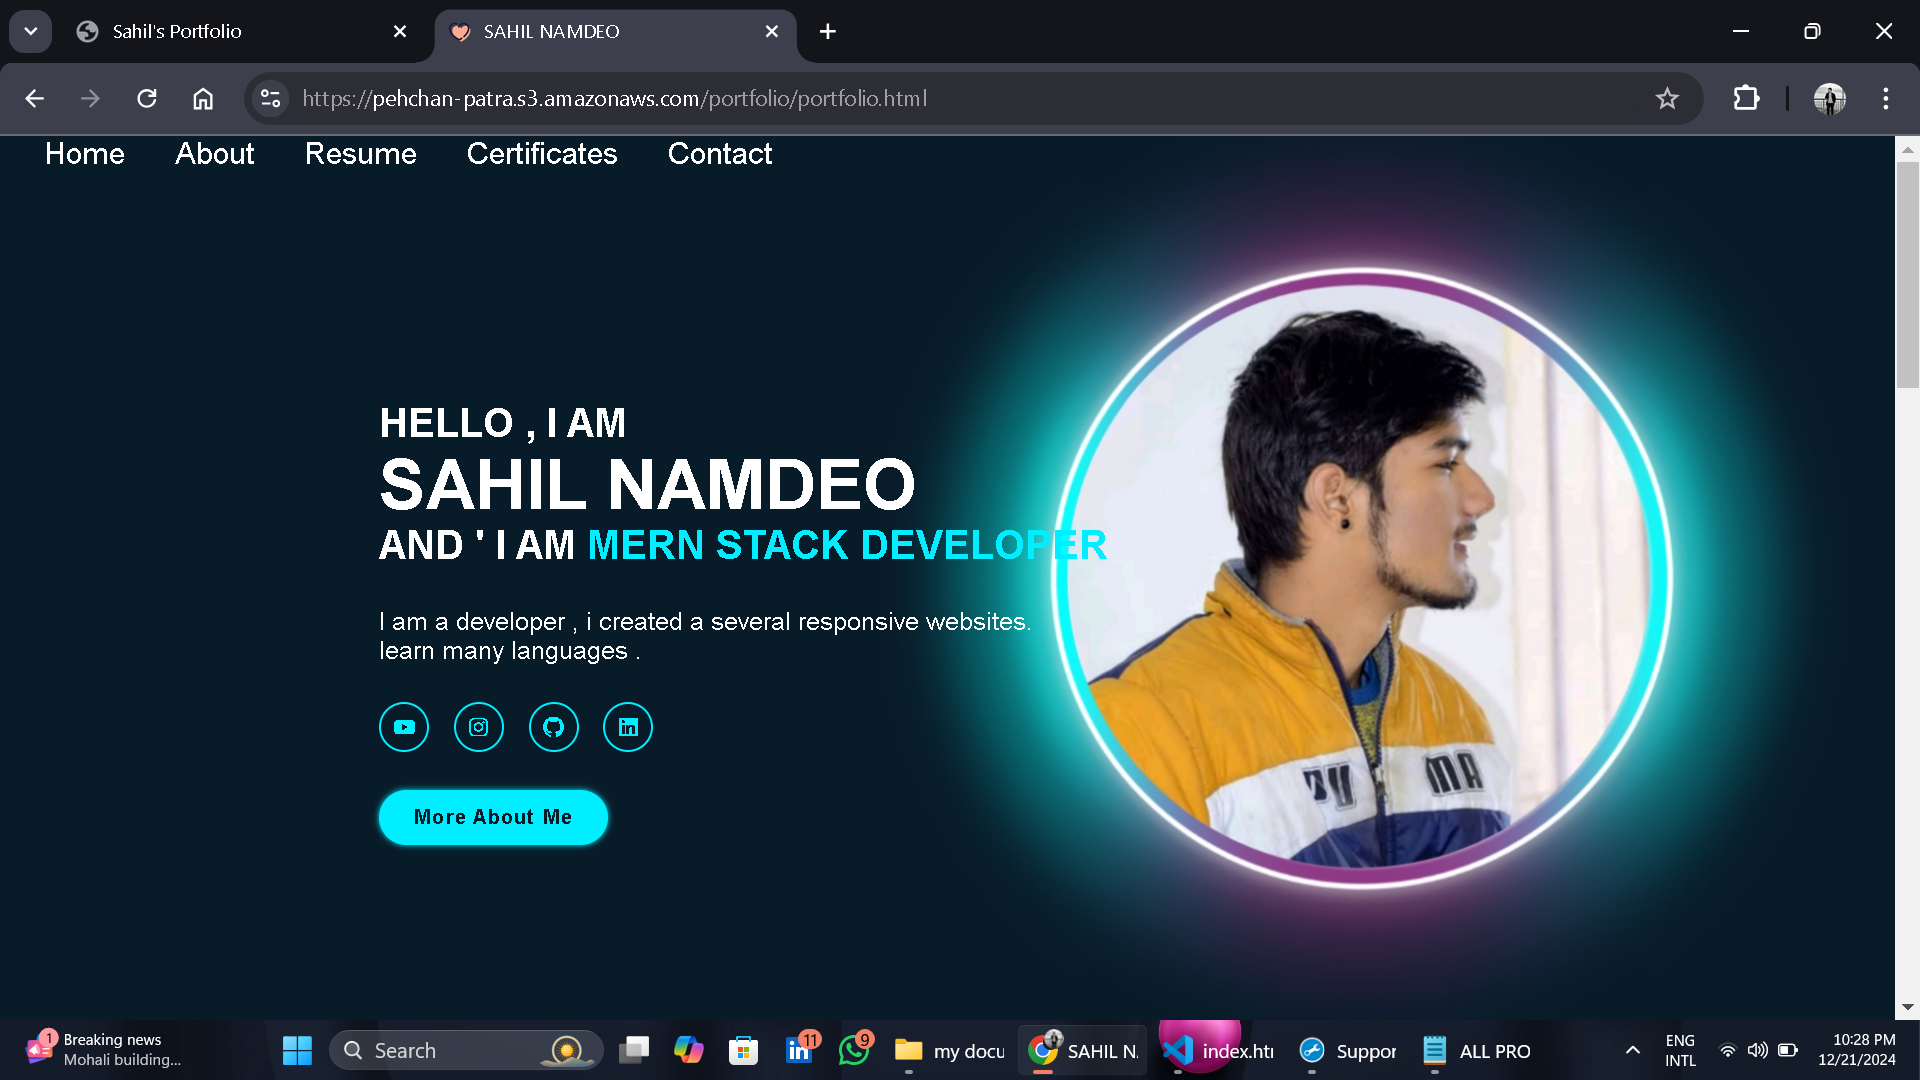 Sahil's Portfolio
SAHIL NAMDEO
https://pehchan-patra.s3.amazonaws.com/portfolio/portfolio.html
Home About Resume Certificates Contact
HELLO , I AM
SAHIL NAMDEO
AND ' I AM MERN STACK DEVELOPER
I am a developer , i created a several responsive websites.
learn many languages .
More About Me
1
Breaking news
Mohali building...
Search
11
9
my docu
SAHIL N
index.ht
Suppor
ALL PRO
ENG
INTL
10:28 PM
12/21/2024